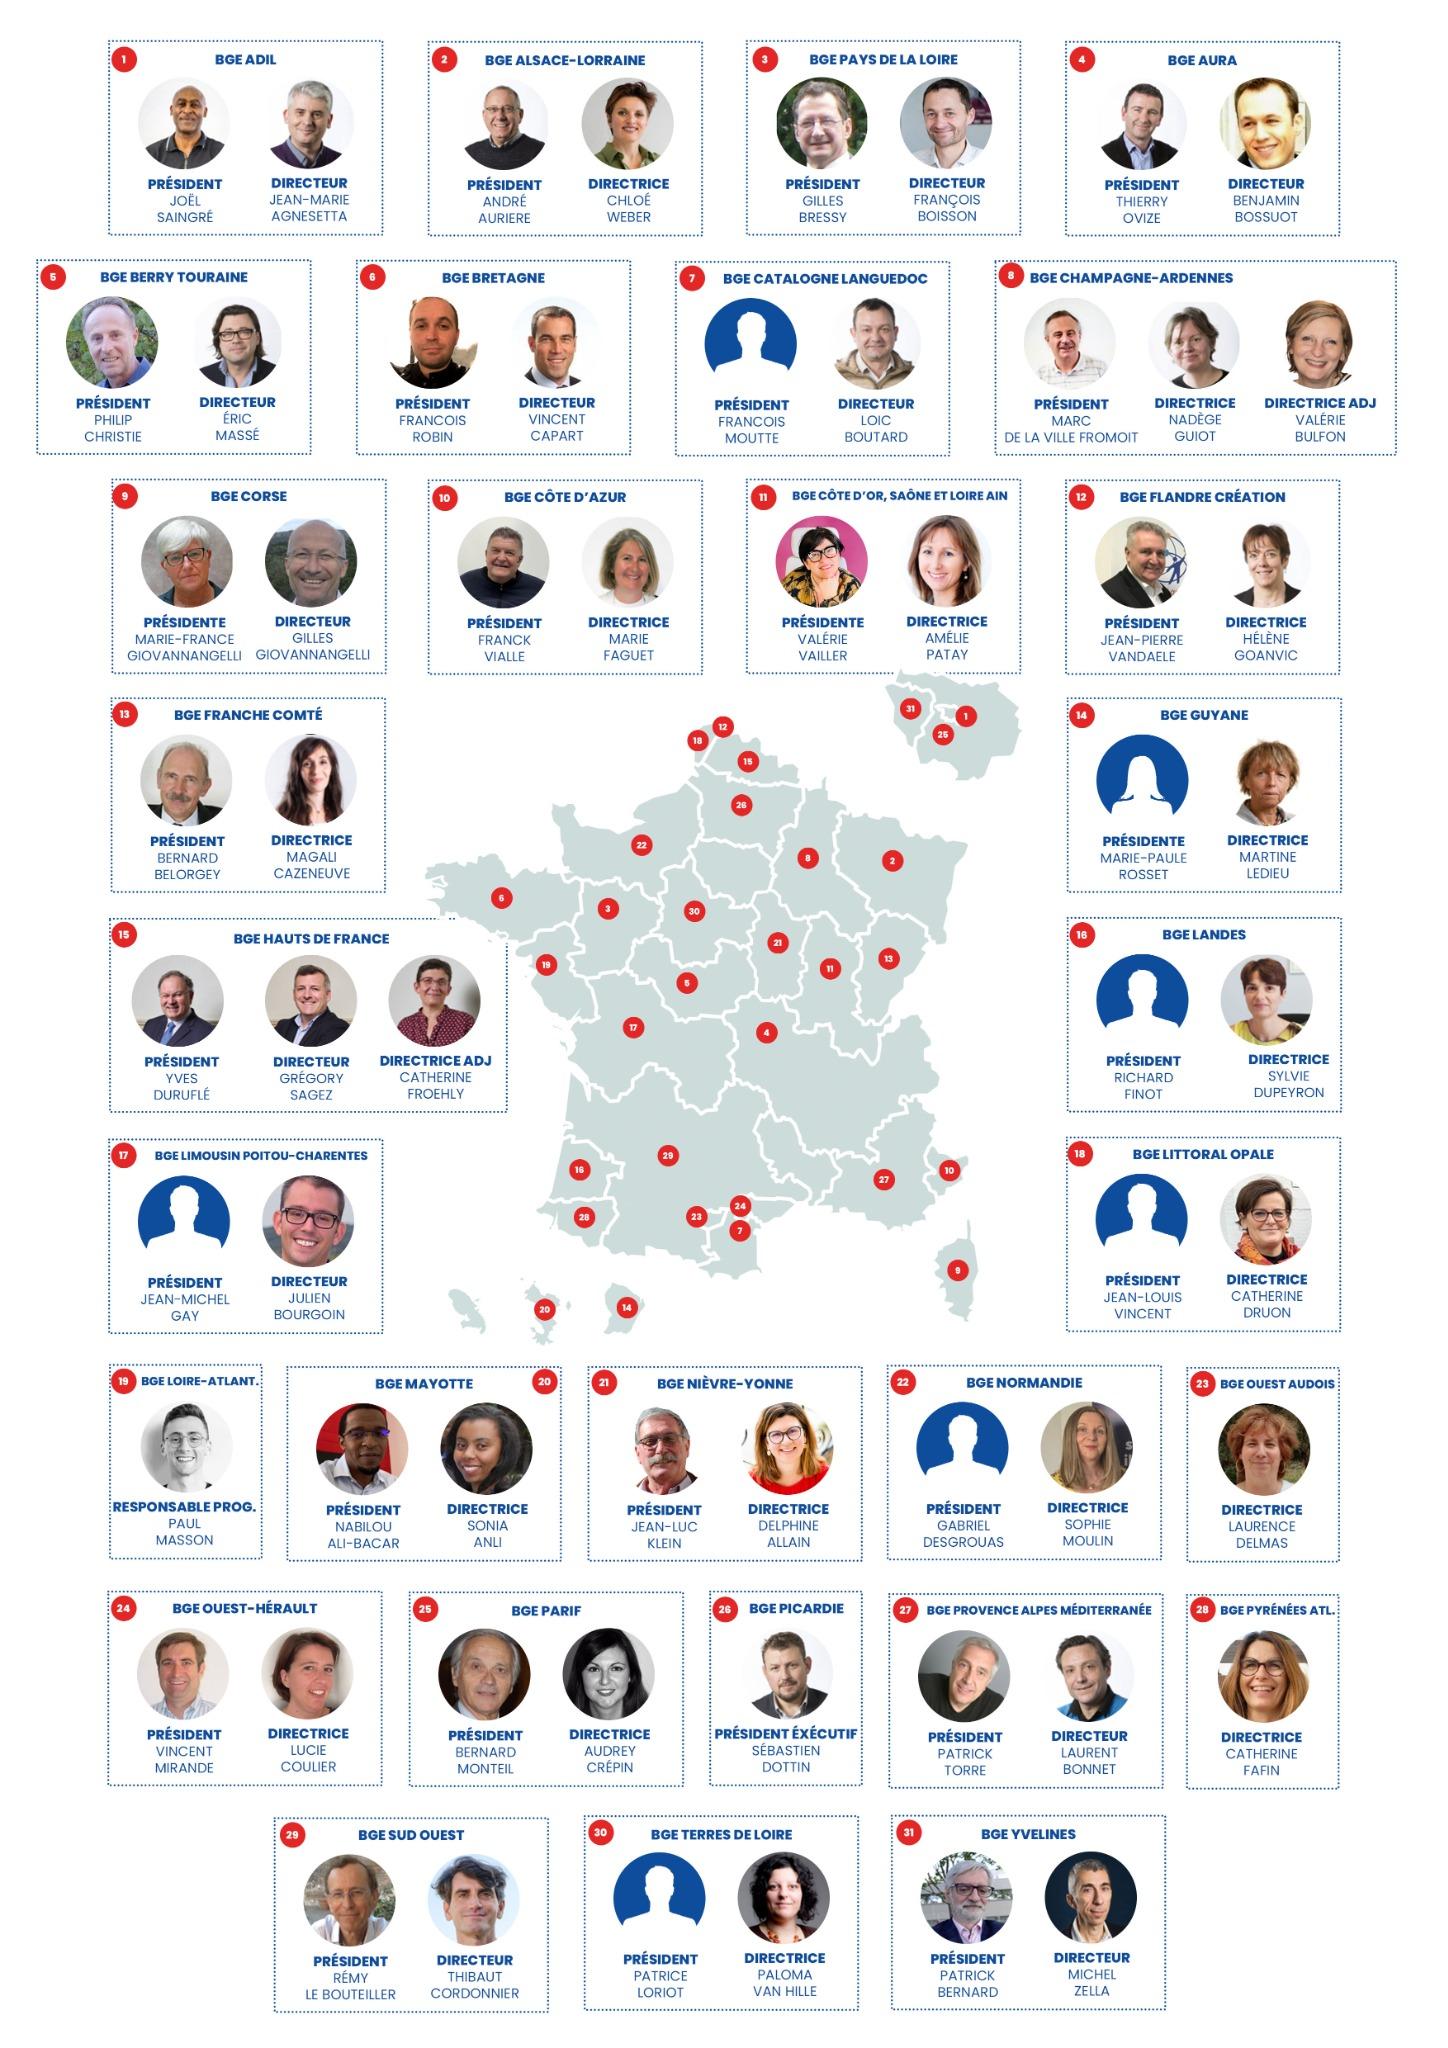 1
BGE ADIL
PRÉSIDENT
JOËL
SAINGRÉ
DIRECTEUR
JEAN-MARIE
AGNESETTA
2
BGE ALSACE-LORRAINE
PRÉSIDENT
ANDRÉ
AURIERE
DIRECTRICE
CHLOÉ
WEBER
3
BGE PAYS DE LA LOIRE
PRÉSIDENT
GILLES
BRESSY
DIRECTEUR
FRANÇOIS
BOISSON
4
BGE AURA
PRÉSIDENT
THIERRY
OVIZE
DIRECTEUR
BENJAMIN
BOSSUOT
5
BGE BERRY TOURAINE
PRÉSIDENT
PHILIP
CHRISTIE
DIRECTEUR
ÉRIC
MASSÉ
6
BGE BRETAGNE
PRÉSIDENT
FRANCOIS
ROBIN
DIRECTEUR
VINCENT
CAPART
7
BGE CATALOGNE LANGUEDOC
PRÉSIDENT
FRANCOIS
MOUTTE
DIRECTEUR
LOIC
BOUTARD
8
BGE CHAMPAGNE-ARDENNES
PRÉSIDENT
MARC
DE LA VILLE FROMOIT
DIRECTRICE
NADÈGE
GUIOT
DIRECTRICE ADJ
VALÉRIE
BULFON
9
BGE CORSE
PRÉSIDENTE
MARIE-FRANCE
GIOVANNANGELLI
DIRECTEUR
GILLES
GIOVANNANGELLI
10
BGE CÔTE D'AZUR
PRÉSIDENT
FRANCK
VIALLE
DIRECTRICE
MARIE
FAGUET
11
BGE CÔTE D'OR, SAÔNE ET LOIRE AIN
PRÉSIDENTE
VALÉRIE
VAILLER
DIRECTRICE
AMÉLIE
PATAY
12
BGE FLANDRE CRÉATION
PRÉSIDENT
JEAN-PIERRE
VANDAELE
DIRECTRICE
HÉLÈNE
GOANVIC
13
BGE FRANCHE COMTÉ
PRÉSIDENT
BERNARD
BELORGEY
DIRECTRICE
MAGALI
CAZENEUVE
31
1
25
12
18
15
26
22
8
2
6
3
30
21
13
19
11
5
17
4
29
16
10
27
24
23
28
7
9
20
14
14
BGE GUYANE
PRÉSIDENTE
MARIE-PAULE
ROSSET
DIRECTRICE
MARTINE
LEDIEU
15
BGE HAUTS DE FRANCE
PRÉSIDENT
YVES
DURUFLÉ
DIRECTEUR
GRÉGORY
SAGEZ
DIRECTRICE ADJ
CATHERINE
FROEHLY
16
BGE LANDES
PRÉSIDENT
RICHARD
FINOT
DIRECTRICE
SYLVIE
DUPEYRON
17
BGE LIMOUSIN POITOU-CHARENTES
PRÉSIDENT
JEAN-MICHEL
GAY
DIRECTEUR
JULIEN
BOURGOIN
18
BGE LITTORAL OPALE
PRÉSIDENT
JEAN-LOUIS
VINCENT
DIRECTRICE
CATHERINE
DRUON
19
BGE LOIRE-ATLANT.
RESPONSABLE PROG.
PAUL
MASSON
20
BGE MAYOTTE
PRÉSIDENT
NABILOU
ALI-BACAR
DIRECTRICE
SONIA
ANLI
21
BGE NIÈVRE-YONNE
PRÉSIDENT
JEAN-LUC
KLEIN
DIRECTRICE
DELPHINE
ALLAIN
22
BGE NORMANDIE
PRÉSIDENT
GABRIEL
DESGROUAS
DIRECTRICE
SOPHIE
MOULIN
23
BGE OUEST AUDOIS
DIRECTRICE
LAURENCE
DELMAS
24
BGE OUEST-HÉRAULT
PRÉSIDENT
VINCENT
MIRANDE
DIRECTRICE
LUCIE
COULIER
25
BGE PARIF
PRÉSIDENT
BERNARD
MONTEIL
DIRECTRICE
AUDREY
CRÉPIN
26
BGE PICARDIE
PRÉSIDENT ÉXÉCUTIF
SÉBASTIEN
DOTTIN
27
BGE PROVENCE ALPES MÉDITERRANÉE
PRÉSIDENT
PATRICK
TORRE
DIRECTEUR
LAURENT
BONNET
28
BGE PYRÉNÉES ATL.
DIRECTRICE
CATHERINE
FAFIN
29
BGE SUD OUEST
PRÉSIDENT
RÉMY
LE BOUTEILLER
DIRECTEUR
THIBAUT
CORDONNIER
30
BGE TERRES DE LOIRE
PRÉSIDENT
PATRICE
LORIOT
DIRECTRICE
PALOMA
VAN HILLE
31
BGE YVELINES
PRÉSIDENT
PATRICK
BERNARD
DIRECTEUR
MICHEL
ZELLA